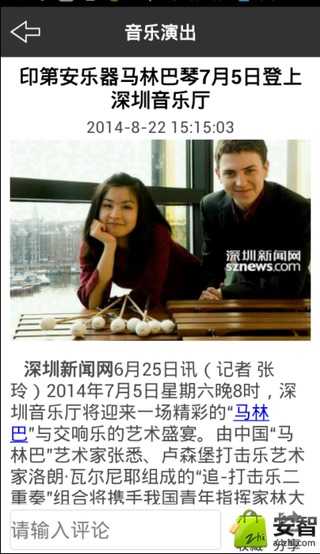 音乐演出
印第安乐器马林巴琴7月5日登上
深圳音乐厅
2014-8-22 15:15:03
深圳新闻网
sznews.com
深圳新闻网6月25日讯（记者 张
玲）2014年7月5日星期六晚8时，深
圳音乐厅将迎来一场精彩的“马林
巴”与交响乐的艺术盛宴。由中国“马
林巴”艺术家张悉、卢森堡打击乐艺术
家洛朗·瓦尔尼耶组成的“追-打击乐二
重奏”组合将携手我国青年指挥家林大
请输入评论
收藏 分享
安智